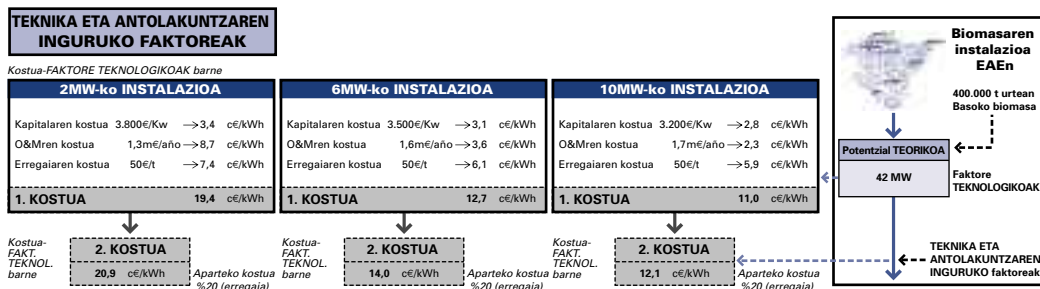 TEKNIKA ETA ANTOLAKUNTZAREN
INGURUKO FAKTOREAK
Kostua-FAKTORE TEKNOLOGIKOAK barne
2MW-ko INSTALAZIOA
Kapitalaren kostua 3.800€/Kw →3,4 c€/kWh
O&Mren kostua 1,3m€/año →8,7 c€/kWh
Erregaiaren kostua 50€/t →7,4 c€/kWh
1. KOSTUA 19,4 c€/kWh
6MW-ko INSTALAZIOA
Kapitalaren kostua 3.500€/Kw →3,1 c€/kWh
O&Mren kostua 1,6m€/año →3,6 c€/kWh
Erregaiaren kostua 50€/t →6,1 c€/kWh
1. KOSTUA 12,7 c€/kWh
10MW-ko INSTALAZIOA
Kapitalaren kostua 3.200€/Kw →2,8 c€/kWh
O&Mren kostua 1,7m€/año →2,3 c€/kWh
Erregaiaren kostua 50€/t →5,9 c€/kWh
1. KOSTUA 11,0 c€/kWh
Kostua-
FAKT.
TEKNOL.
barne
2. KOSTUA
20,9 c€/kWh
Aparteko kostua
%20 (erregaia)
Kostua-
FAKT.
TEKNOL.
barne
2. KOSTUA
14,0 c€/kWh
Aparteko kostua
%20 (erregaia)
Kostua-
FAKT.
TEKNOL.
barne
2. KOSTUA
12,1 c€/kWh
Aparteko kostua
%20 (erregaia)
Biomasaren
instalazioa
EAEn
400.000 t urtean
Basoko biomasa
Potentzial TEORIKOA
42 MW
Faktore
TEKNOLOGIKOAK
TEKNIKA ETA
ANTOLAKUNTZAREN
INGURUKO faktoreak